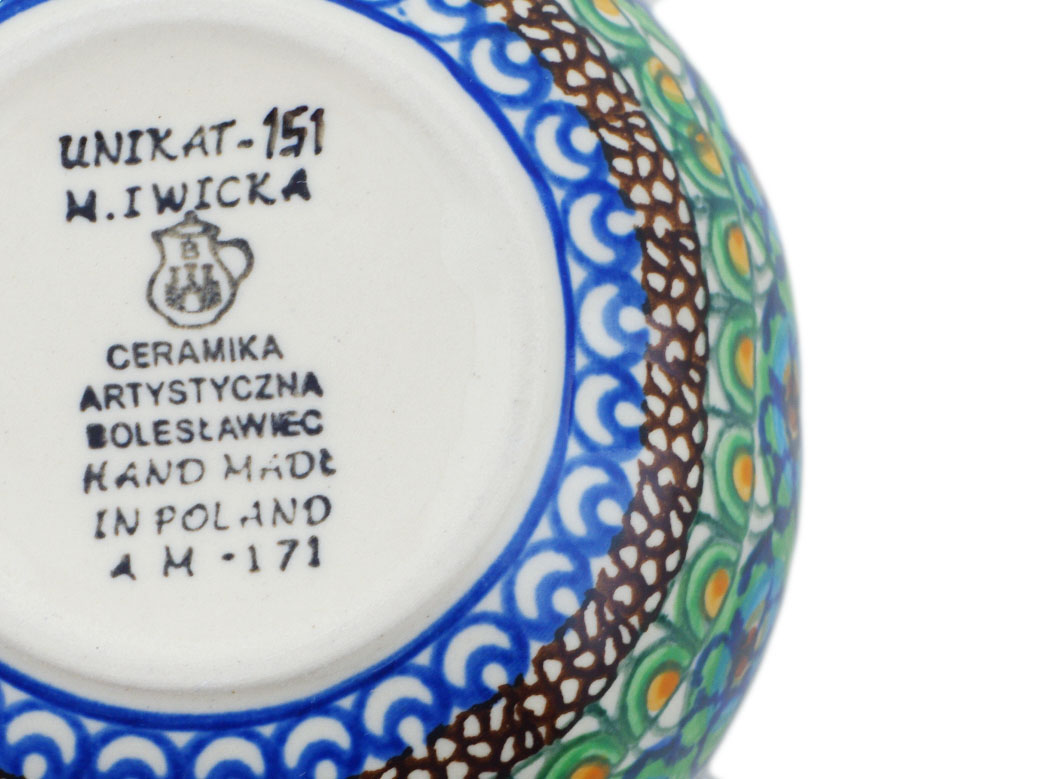 UNIKAT-151
M.IWICKA
B
CERAMIKA
ARTYSTYCZNA
BOLESŁAWIEC
HAND MADE
IN POLAND
A M -171